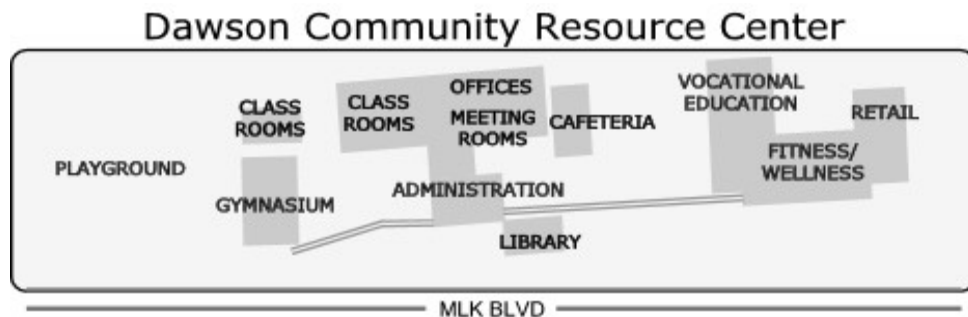 Dawson Community Resource Center
PLAYGROUND
CLASS
ROOMS
GYMNASIUM
CLASS
ROOMS
OFFICES
MEETING
ROOMS
ADMINISTRATION
CAFETERIA
LIBRARY
VOCATIONAL
EDUCATION
FITNESS/
WELLNESS
RETAIL
MLK BLVD